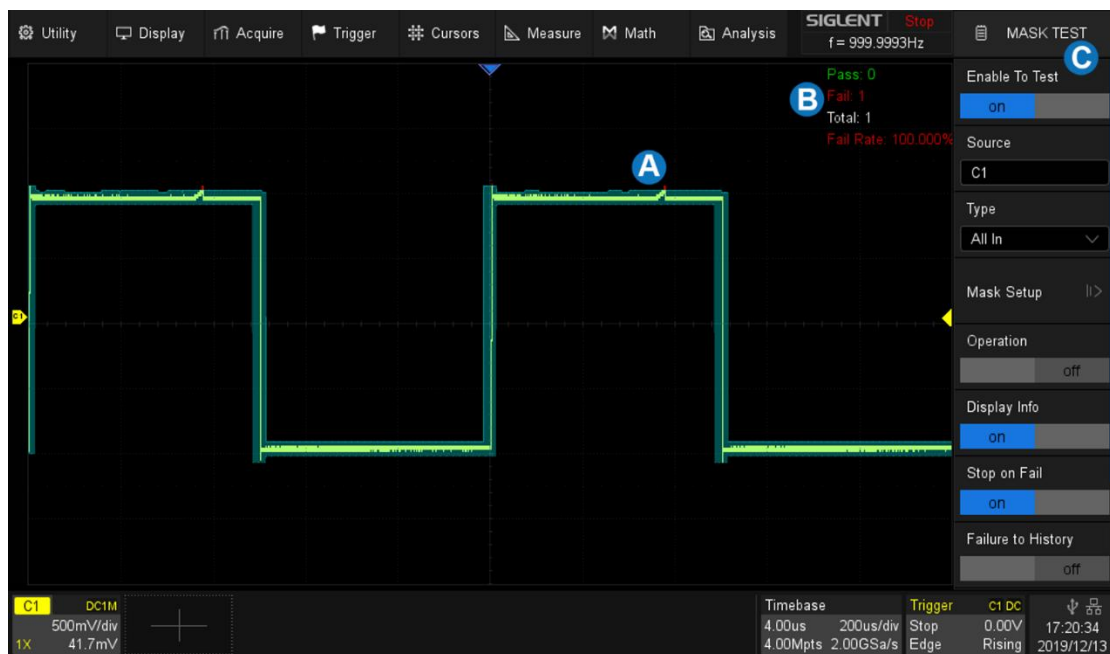 Utility Display Acquire Trigger Cursors Measure Math Analysis
SIGLENT Stop
f = 999.9993Hz
MASK TEST
C
Pass: 0
B Fail: 1
Total: 1
Fail Rate: 100.000%
A
Enable To Test
on
Source
C1
Type
All In
Mask Setup
Operation
off
Display Info
on
Stop on Fail
on
Failure to History
off
C1
C1 DC1M
500mV/div
1X 41.7mV
Timebase
4.00us 200us/div
4.00Mpts 2.00GSa/s
Trigger C1 DC
Stop 0.00V
Edge Rising
17:20:34
2019/12/13